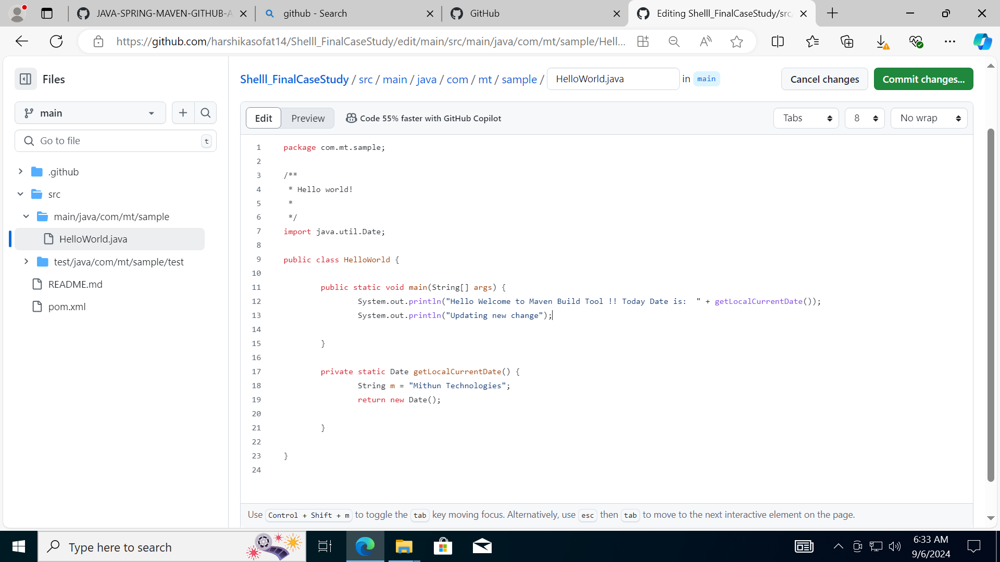 JAVA-SPRING-MAVEN-GITHUB-A
github - Search
GitHub
Editing Shelll_FinalCaseStudy/src/
https://github.com/harshikasofat14/Shelll_FinalCaseStudy/edit/main/src/main/java/com/mt/sample/Hell...
Files
Shelll_FinalCaseStudy / src / main / java / com / mt / sample / HelloWorld.java in main
Cancel changes
Commit changes...
main
Edit
Preview
Code 55% faster with GitHub Copilot
Tabs
8
No wrap
Go to file
t
.github
src
main/java/com/mt/sample
HelloWorld.java
test/java/com/mt/sample/test
README.md
pom.xml
1 package com.mt.sample;
2
3 /**
4 * Hello world!
5 *
6 */
7 import java.util.Date;
8
9 public class HelloWorld {
10
11 public static void main(String[] args) {
12 System.out.println("Hello Welcome to Maven Build Tool !! Today Date is:  " + getLocalCurrentDate());
13 System.out.println("Updating new change");
14
15 }
16
17 private static Date getLocalCurrentDate() {
18 String m = "Mithun Technologies";
19 return new Date();
20
21 }
22
23 }
24
Use Control + Shift + m to toggle the tab key moving focus. Alternatively, use esc then tab to move to the next interactive element on the page.
Type here to search
6:33 AM
9/6/2024